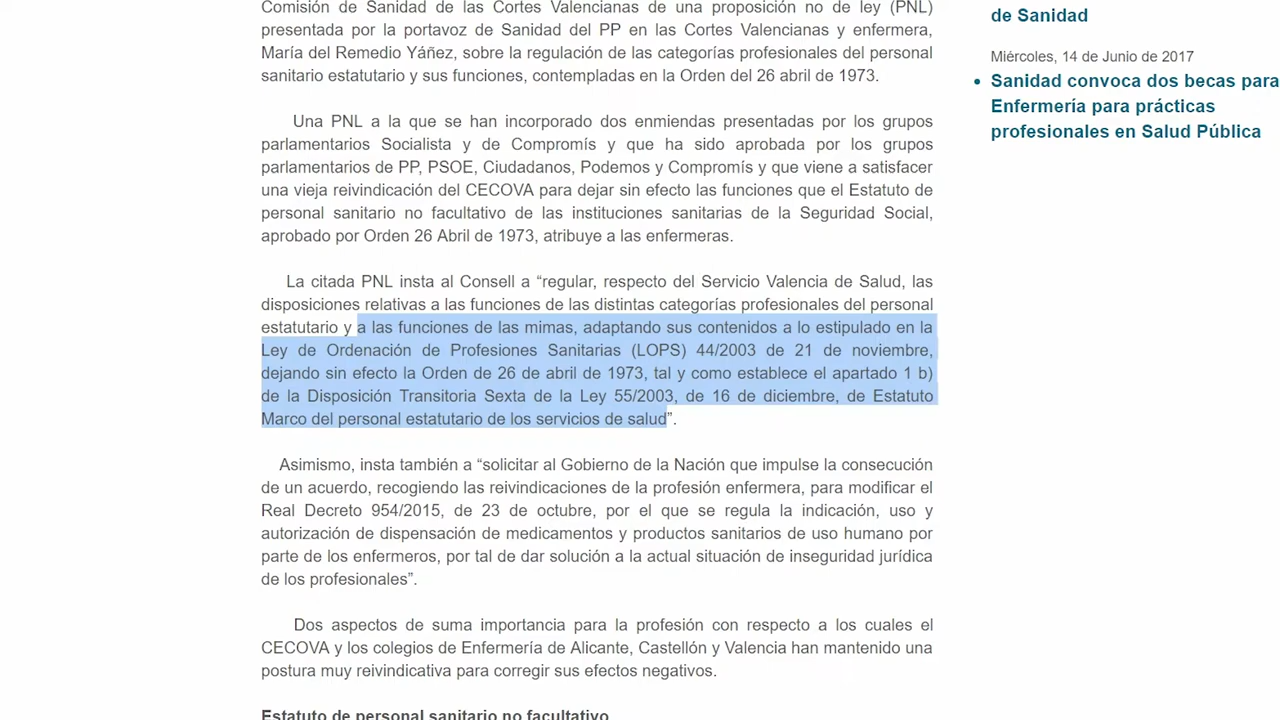 Comisión de Sanidad de las Cortes Valencianas de una proposición no de ley (PNL)
presentada por la portavoz de Sanidad del PP en las Cortes Valencianas y enfermera,
María del Remedio Yáñez, sobre la regulación de las categorías profesionales del personal
sanitario estatutario y sus funciones, contempladas en la Orden del 26 abril de 1973.
Una PNL a la que se han incorporado dos enmiendas presentadas por los grupos
parlamentarios Socialista y de Compromís y que ha sido aprobada por los grupos
parlamentarios de PP, PSOE, Ciudadanos, Podemos y Compromís y que viene a satisfacer
una vieja reivindicación del CECOVA para dejar sin efecto las funciones que el Estatuto de
personal sanitario no facultativo de las instituciones sanitarias de la Seguridad Social,
aprobado por Orden 26 Abril de 1973, atribuye a las enfermeras.
La citada PNL insta al Consell a “regular, respecto del Servicio Valencia de Salud, las
disposiciones relativas a las funciones de las distintas categorías profesionales del personal
estatutario y a las funciones de las mimas, adaptando sus contenidos a lo estipulado en la
Ley de Ordenación de Profesiones Sanitarias (LOPS) 44/2003 de 21 de noviembre,
dejando sin efecto la Orden de 26 de abril de 1973, tal y como establece el apartado 1 b)
de la Disposición Transitoria Sexta de la Ley 55/2003, de 16 de diciembre, de Estatuto
Marco del personal estatutario de los servicios de salud”.
Asimismo, insta también a “solicitar al Gobierno de la Nación que impulse la consecución
de un acuerdo, recogiendo las reivindicaciones de la profesión enfermera, para modificar el
Real Decreto 954/2015, de 23 de octubre, por el que se regula la indicación, uso y
autorización de dispensación de medicamentos y productos sanitarios de uso humano por
parte de los enfermeros, por tal de dar solución a la actual situación de inseguridad jurídica
de los profesionales”.
Dos aspectos de suma importancia para la profesión con respecto a los cuales el
CECOVA y los colegios de Enfermería de Alicante, Castellón y Valencia han mantenido una
postura muy reivindicativa para corregir sus efectos negativos.
Estatuto de personal sanitario no facultativo
de Sanidad
Miércoles, 14 de Junio de 2017
• Sanidad convoca dos becas para
Enfermería para prácticas
profesionales en Salud Pública